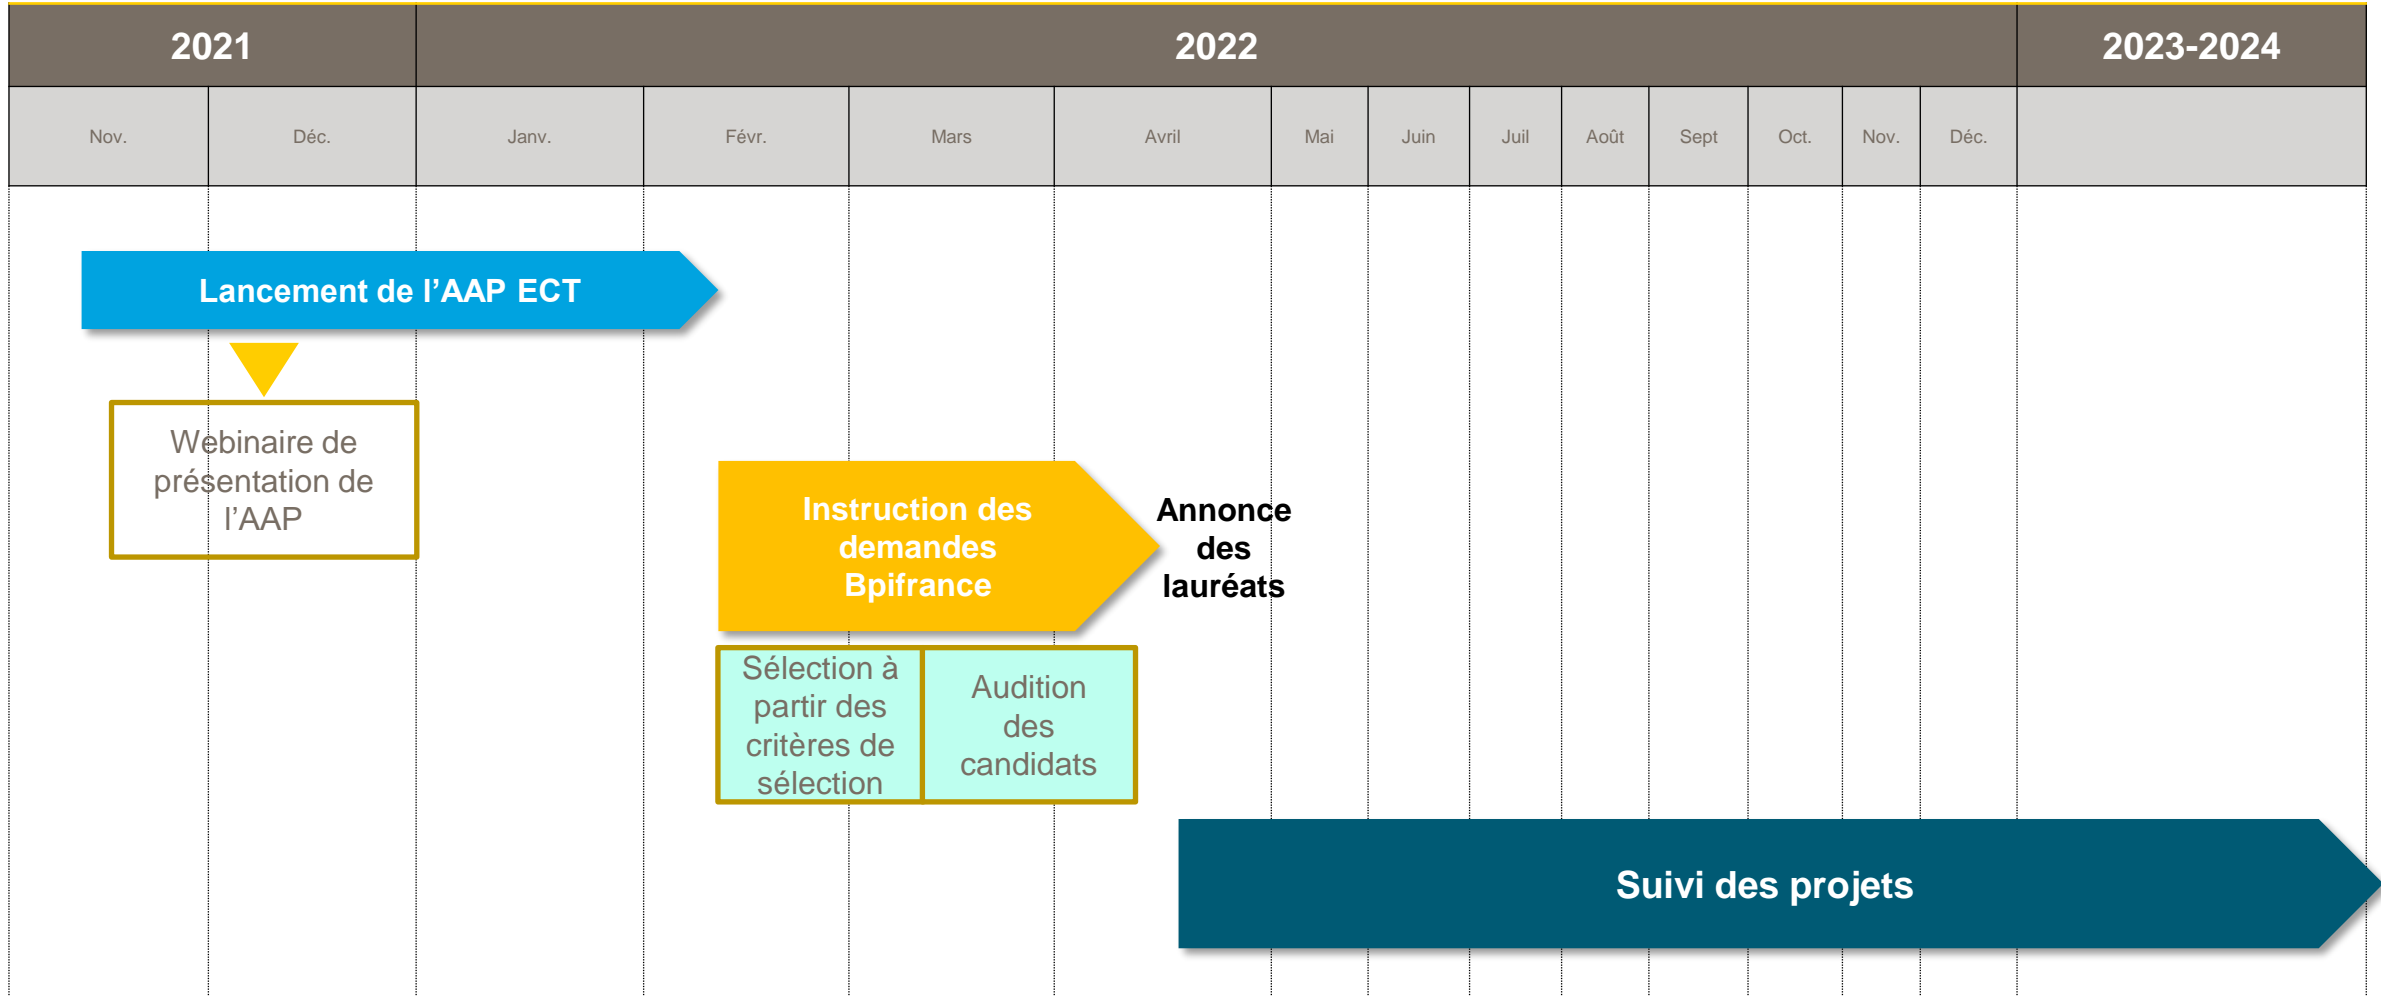 2021
2022
2023-2024
Nov.
Déc.
Janv.
Févr.
Mars
Avril
Mai
Juin
Juil
Août
Sept
Oct.
Nov.
Déc.
Lancement de l’AAP ECT
Webinaire de
présentation de
l’AAP
Instruction des
demandes
Bpifrance
Annonce
des
lauréats
Sélection à
partir des
critères de
sélection
Audition
des
candidats
Suivi des projets